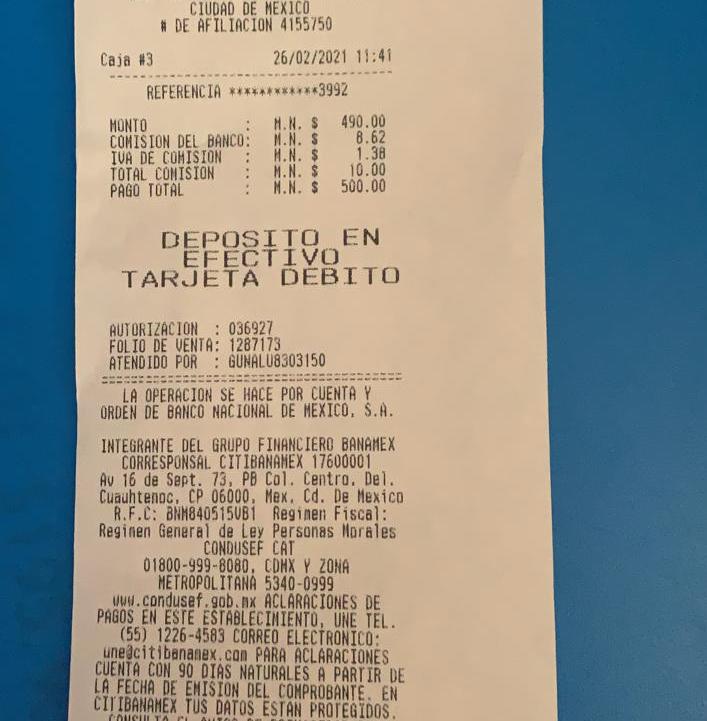 CIUDAD DE MEXICO
# DE AFILIACION 4155750
Caja #3 26/02/2021 11:41
REFERENCIA ************3992
MONTO : M.N. $ 490.00
COMISION DEL BANCO: M.N. $ 8.62
IVA DE COMISION : M.N. $ 1.38
TOTAL COMISION : M.N. $ 10.00
PAGO TOTAL : M.N. $ 500.00
DEPOSITO EN
EFECTIVO
TARJETA DEBITO
AUTORIZACION : 036927
FOLIO DE VENTA: 1287173
ATENDIDO POR : GUNALU8303150
LA OPERACION SE HACE POR CUENTA Y
ORDEN DE BANCO NACIONAL DE MEXICO, S.A.
INTEGRANTE DEL GRUPO FINANCIERO BANAMEX
CORRESPONSAL CITIBANAMEX 17600001
Av 16 de Sept. 73, PB Col. Centro, Del.
Cuauhtenoc, CP 06000, Mex. Cd. De Mexico
R.F.C: BNM840515VB1 Regimen Fiscal:
Regimen General de Ley Personas Morales
CONDUSEF CAT
01800-999-8080, CDMX Y ZONA
METROPOLITANA 5340-0999
www.condusef.gob.mx ACLARACIONES DE
PAGOS EN ESTE ESTABLECIMIENTO, UNE TEL.
(55) 1226-4583 CORREO ELECTRONICO:
une@citibanamex.com PARA ACLARACIONES
CUENTA CON 90 DIAS NATURALES A PARTIR DE
LA FECHA DE EMISION DEL COMPROBANTE. EN
CITIBANAMEX TUS DATOS ESTAN PROTEGIDOS.